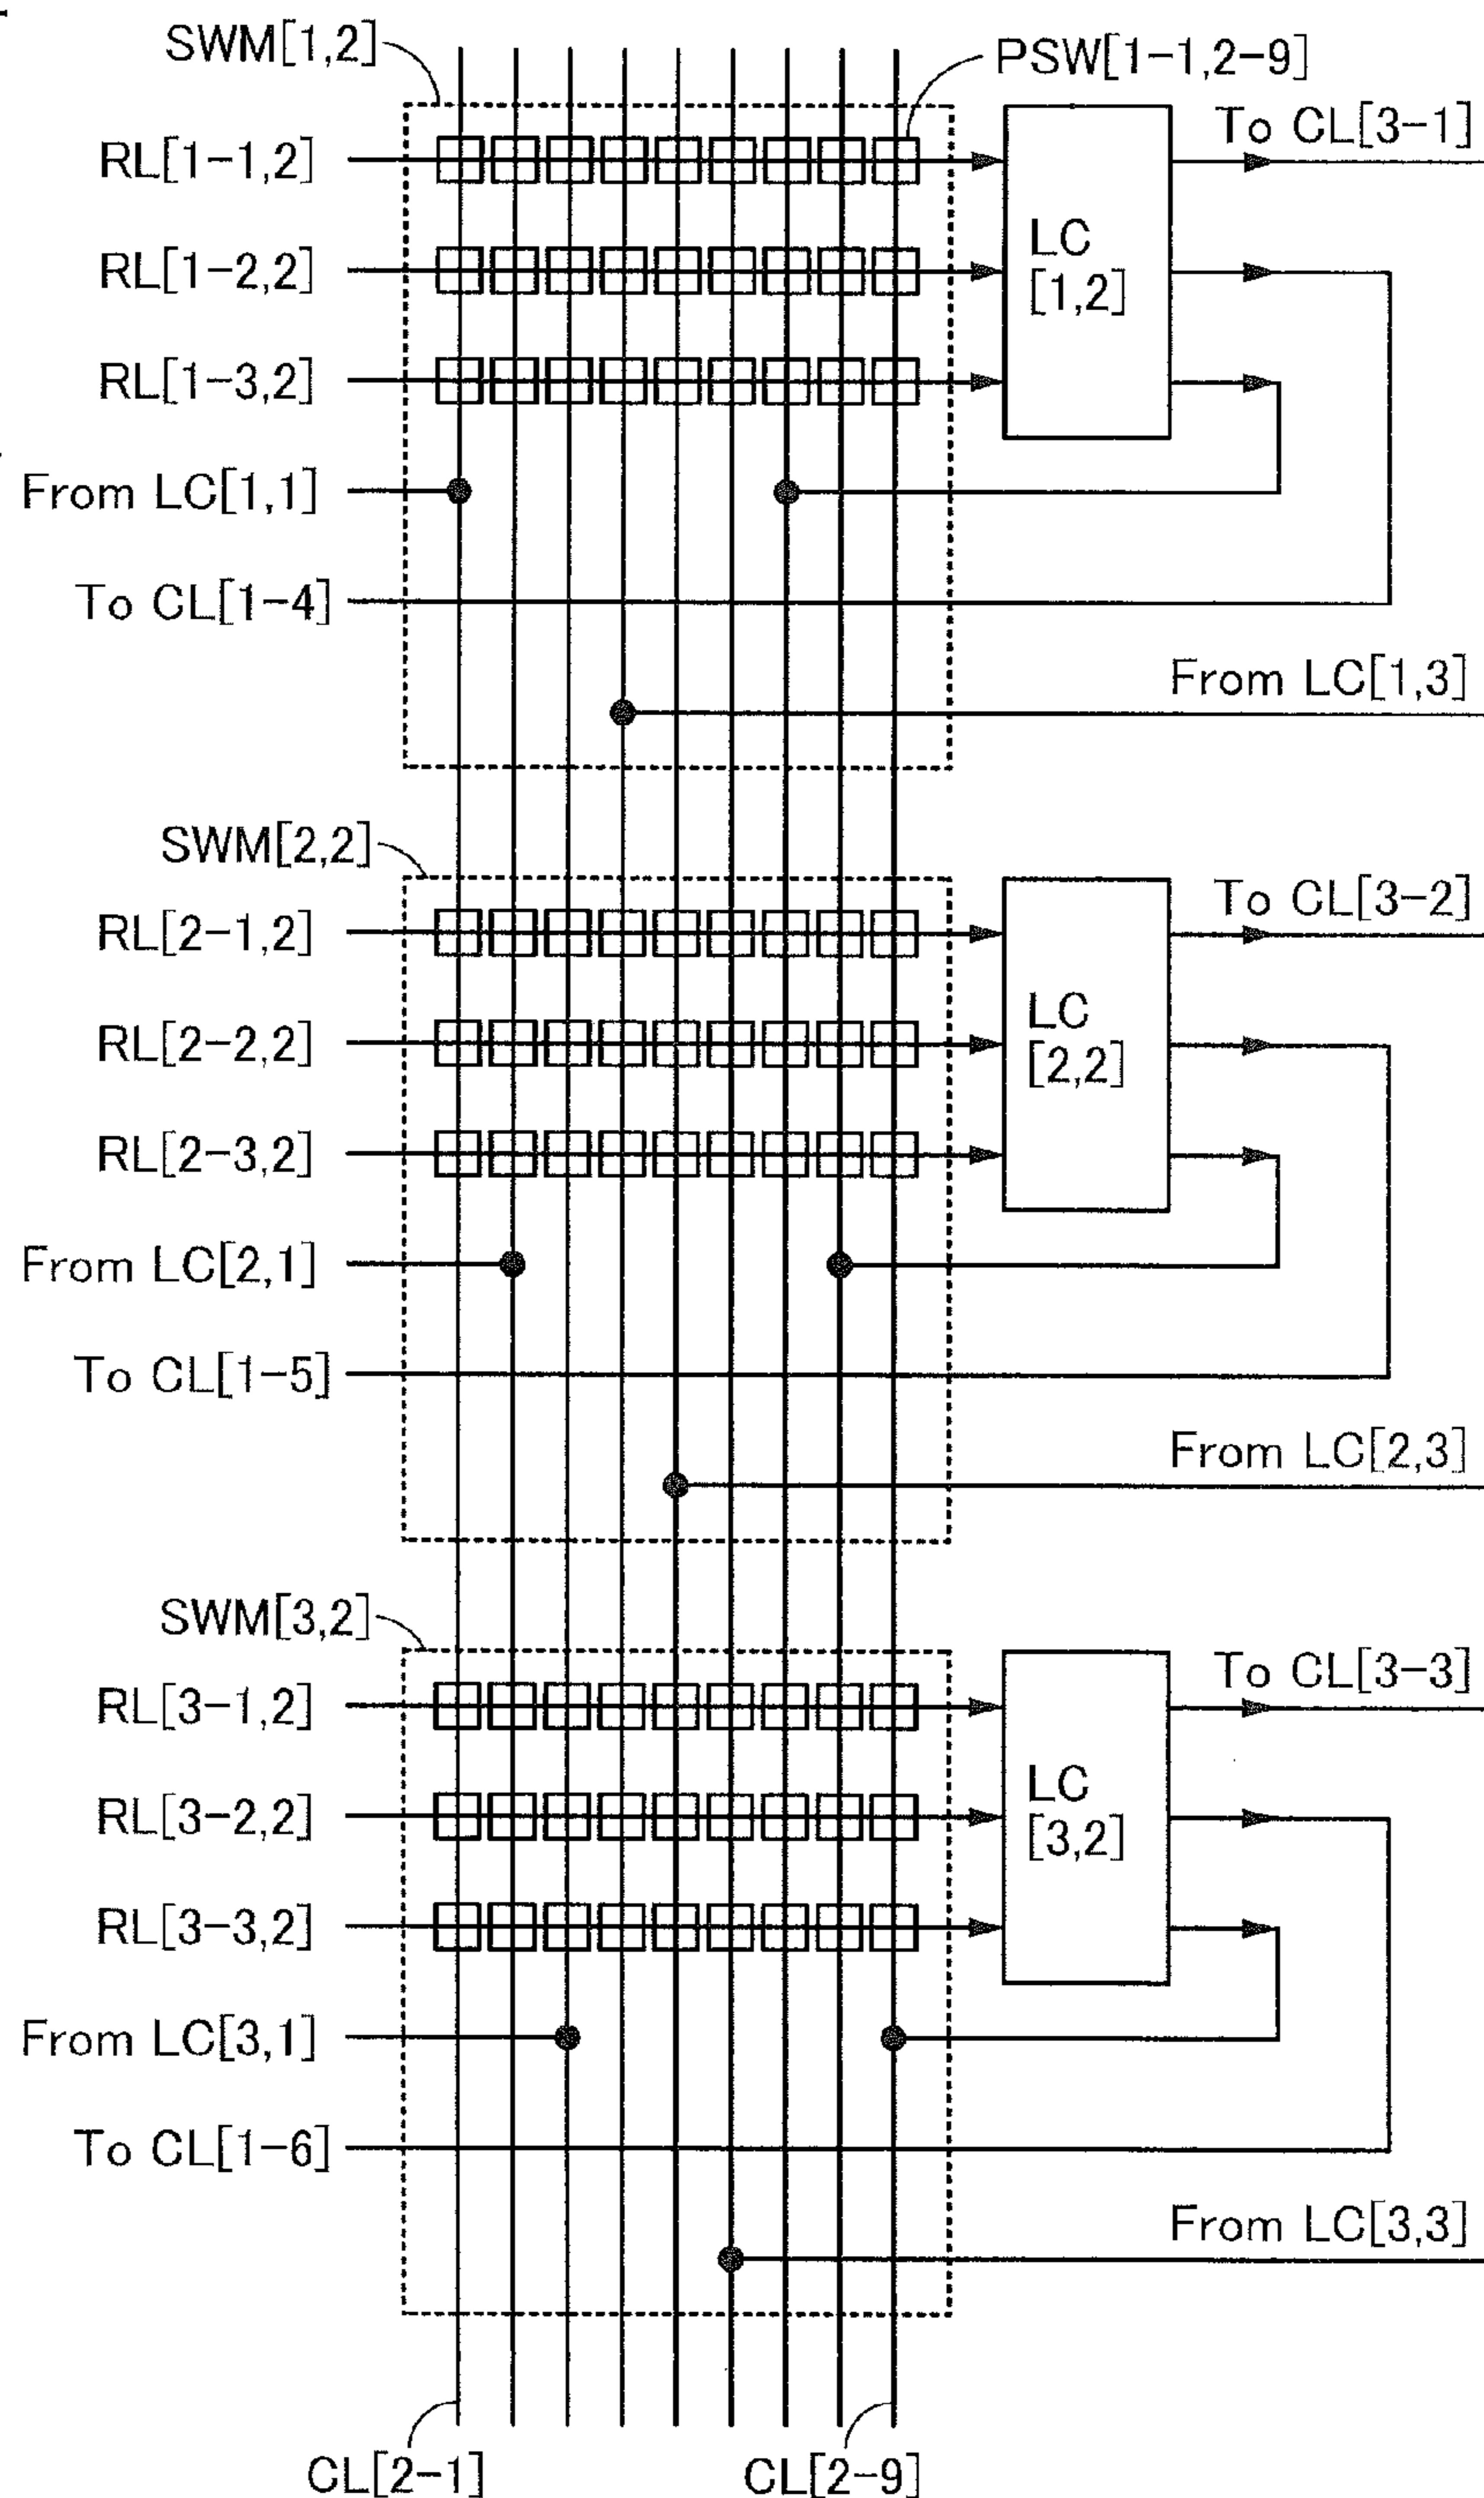 SWM[1,2]
PSW[1-1,2-9]
RL[1-1,2]
To CL[3-1]
RL[1-2,2]
LC
[1,2]
RL[1-3,2]
From LC[1,1]
To CL[1-4]
From LC[1,3]
SWM[2,2]
RL[2-1,2]
To CL[3-2]
RL[2-2,2]
LC
[2,2]
RL[2-3,2]
From LC[2,1]
To CL[1-5]
From LC[2,3]
SWM[3,2]
RL[3-1,2]
To CL[3-3]
RL[3-2,2]
LC
[3,2]
RL[3-3,2]
From LC[3,1]
To CL[1-6]
From LC[3,3]
CL[2-1]
CL[2-9]